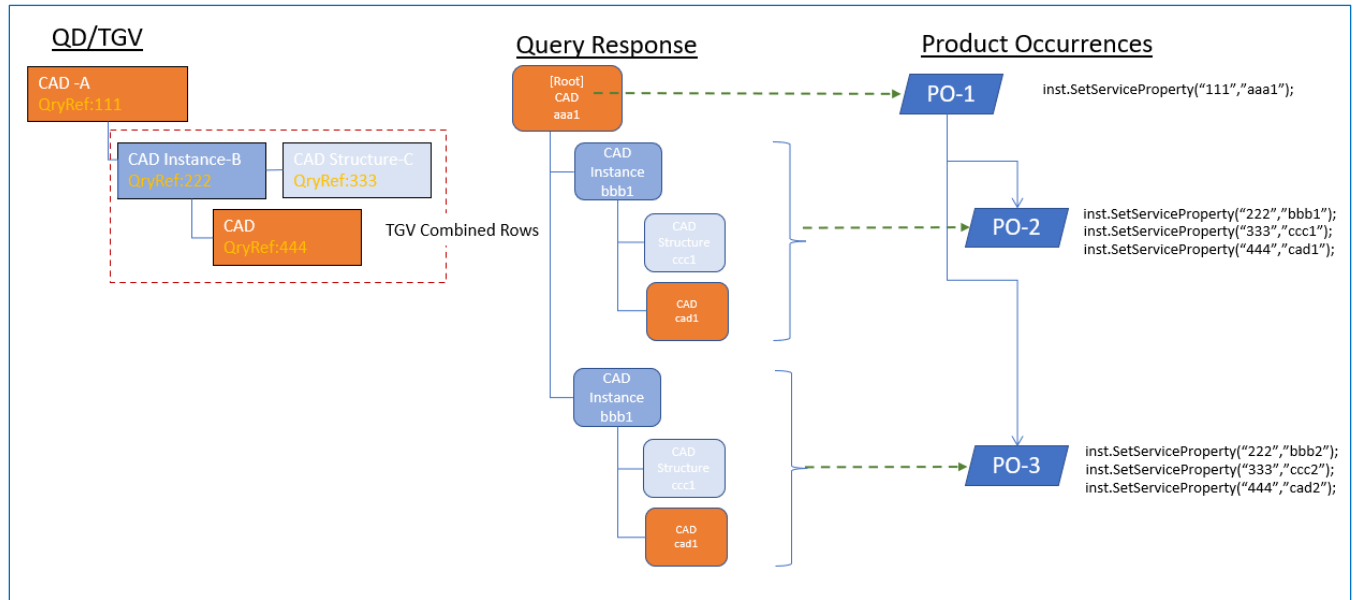 QD/TGV
CAD -A
QryRef:111
CAD Instance-B
QryRef:222
CAD Structure-C
QryRef:333
CAD
QryRef:444
TGV Combined Rows
Query Response
[Root]
CAD
aaa1
CAD
Instance
bbb1
CAD
Structure
ccc1
CAD
cad1
CAD
Instance
bbb1
CAD
Structure
ccc1
CAD
cad1
Product Occurrences
PO-1
inst.SetServiceProperty(“111”,”aaa1”);
PO-2
inst.SetServiceProperty(“222”,”bbb1”);
inst.SetServiceProperty(“333”,”ccc1”);
inst.SetServiceProperty(“444”,”cad1”);
PO-3
inst.SetServiceProperty(“222”,”bbb2”);
inst.SetServiceProperty(“333”,”ccc2”);
inst.SetServiceProperty(“444”,”cad2”);